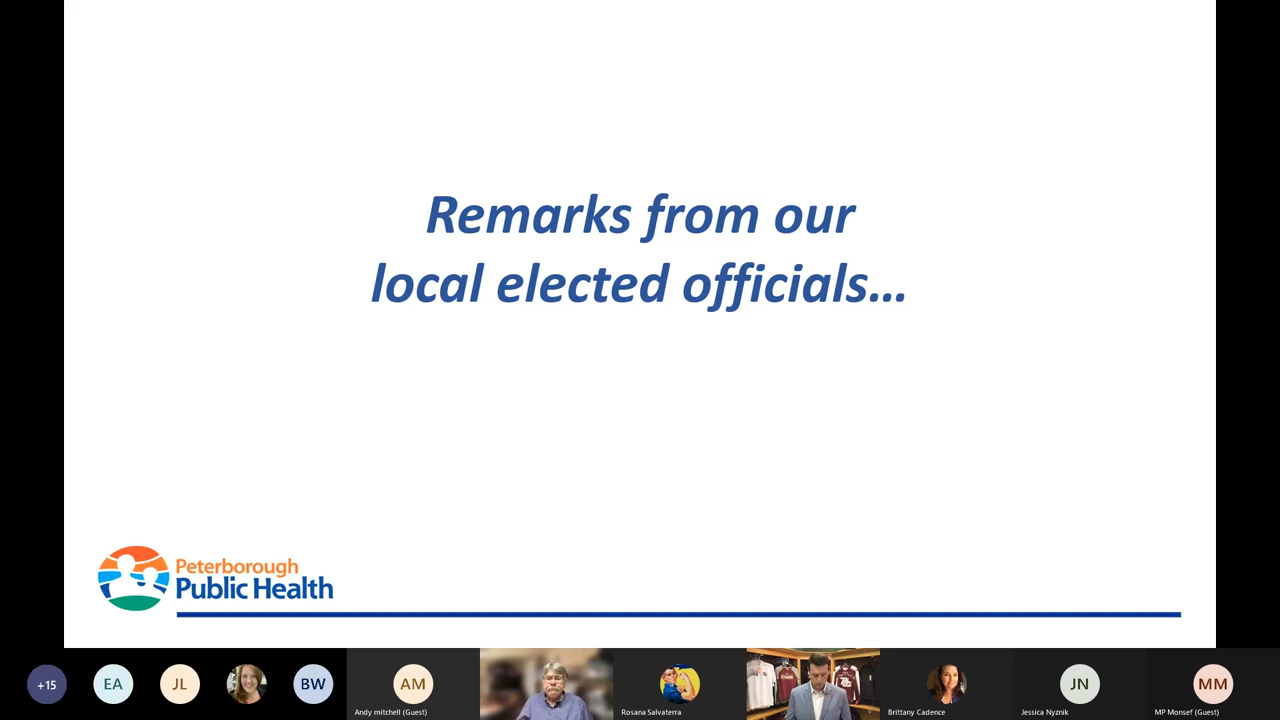 Remarks from our
local elected officials...
Peterborough
Public Health
+15
EA
JL
BW
AM
Andy mitchell (Guest)
Rosana Salvaterra
Brittany Cadence
JN
Jessica Nyznik
MM
MP Monsef (Guest)